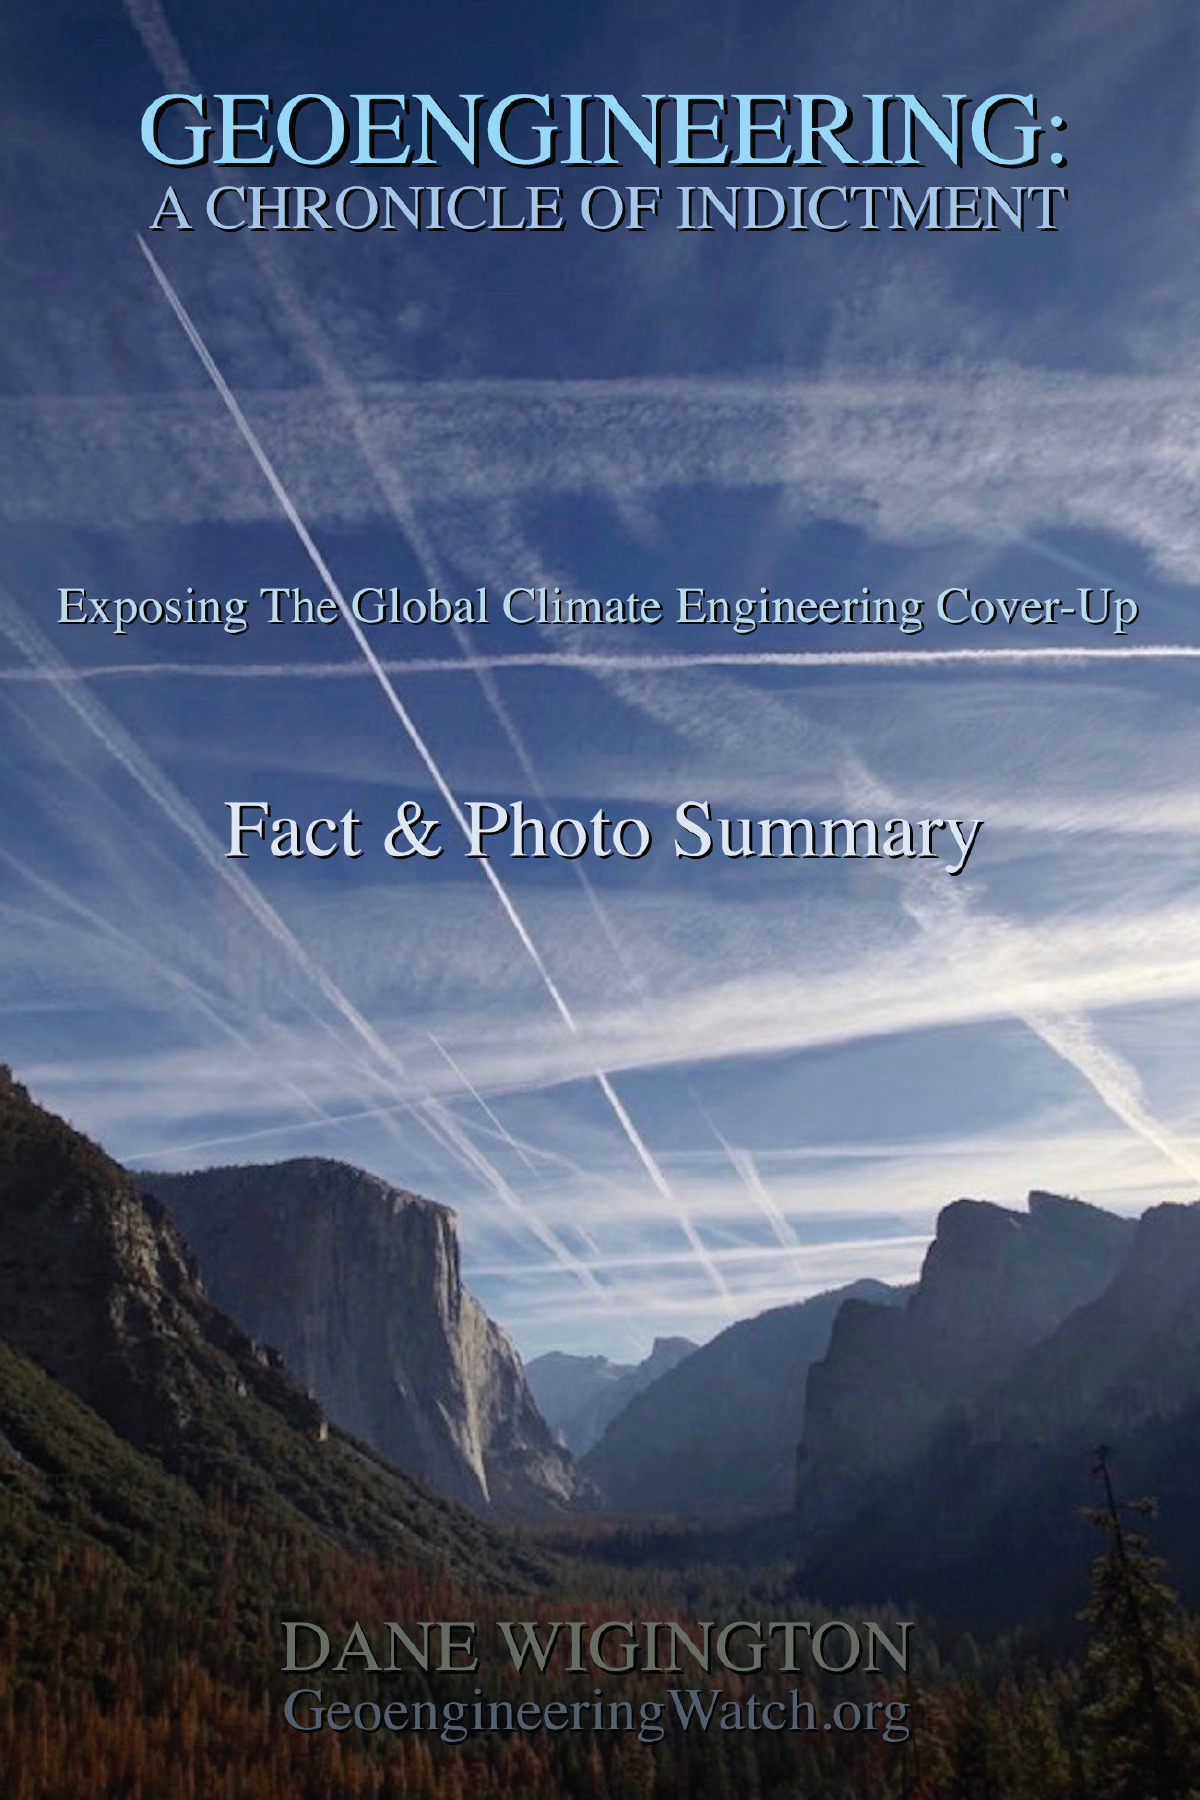 GEOENGINEERING:
A CHRONICLE OF INDICTMENT
Exposing The Global Climate Engineering Cover-Up
Fact & Photo Summary
DANE WIGINGTON
GeoengineeringWatch.org